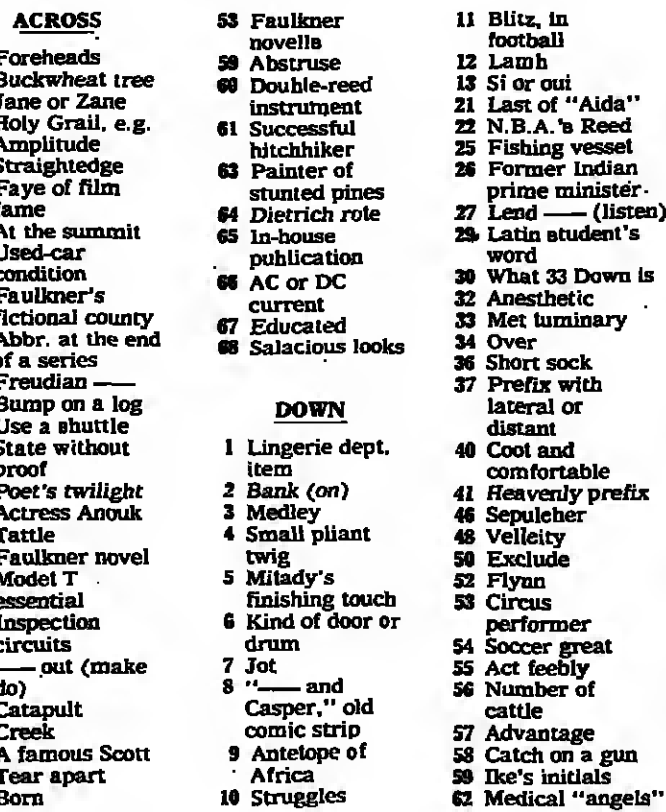 ACROSS
Foreheads
Buckwheat tree
Jane or Zane
Holy Grail, e.g.
Amplitude
Straightedge
Faye of film
fame
At the summit
Used-car
condition
Faulkner's
fictional county
Abbr. at the end
of a series
Freudian ——
Bump on a log
Use a shuttle
State without
proof
Poet's twilight
Actress Anouk
Tattle
Faulkner novel
Model T
essential
Inspection
circuits
—— out (make
do)
Catapult
Creek
A famous Scott
Tear apart
Born
53 Faulkner
novella
59 Abstruse
60 Double-reed
instrument
61 Successful
hitchhiker
63 Painter of
stunted pines
64 Dietrich role
65 In-house
publication
66 AC or DC
current
67 Educated
68 Salacious looks
DOWN
1 Lingerie dept.
item
2 Bank (on)
3 Medley
4 Small pliant
twig
5 Milady's
finishing touch
6 Kind of door or
drum
7 Jot
8 "—— and
Casper," old
comic strip
9 Antelope of
Africa
10 Struggles
11 Blitz, in
football
12 Lamb
13 Si or oui
21 Last of "Aida"
22 N.B.A.'s Reed
25 Fishing vessel
26 Former Indian
prime minister
27 Lend —— (listen)
29 Latin student's
word
30 What 33 Down is
32 Anesthetic
33 Met luminary
34 Over
36 Short sock
37 Prefix with
lateral or
distant
40 Cool and
comfortable
41 Heavenly prefix
46 Sepulcher
48 Velleity
50 Exclude
52 Flynn
53 Circus
performer
54 Soccer great
55 Act feebly
56 Number of
cattle
57 Advantage
58 Catch on a gun
59 Ike's initials
62 Medical "angels"